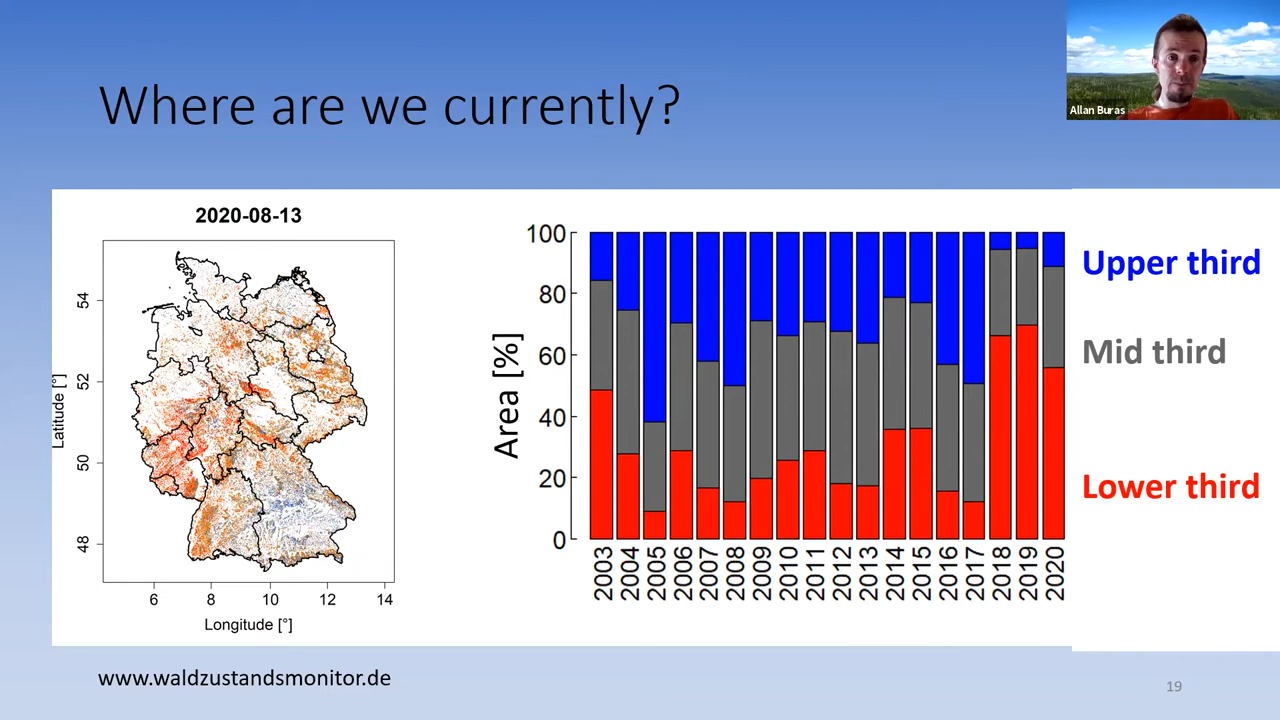 Where are we currently?
Allan Buras
2020-08-13
54
52
50
48
Latitude [°]
6 8 10 12 14
Longitude [°]
100
80
60
40
20
0
Area [%]
2003 2004 2005 2006 2007 2008 2009 2010 2011 2012 2013 2014 2015 2016 2017 2018 2019 2020
Upper third
Mid third
Lower third
www.waldzustandsmonitor.de
19